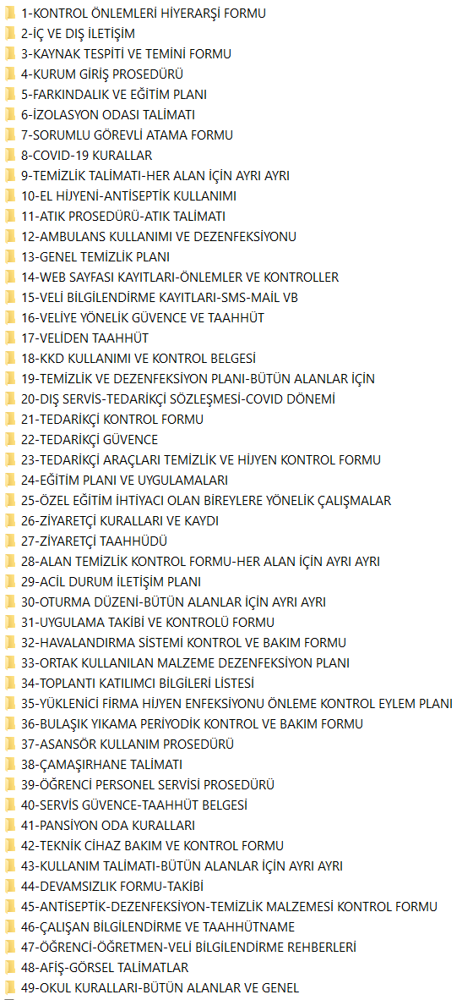 1-KONTROL ÖNLEMLERİ HİYERARŞİ FORMU
2-İÇ VE DIŞ İLETİŞİM
3-KAYNAK TESPİTİ VE TEMİNİ FORMU
4-KURUM GİRİŞ PROSEDÜRÜ
5-FARKINDALIK VE EĞİTİM PLANI
6-İZOLASYON ODASI TALİMATI
7-SORUMLU GÖREVLİ ATAMA FORMU
8-COVID-19 KURALLAR
9-TEMİZLİK TALİMATI-HER ALAN İÇİN AYRI AYRI
10-EL HİJYENİ-ANTİSEPTİK KULLANIMI
11-ATIK PROSEDÜRÜ-ATIK TALİMATI
12-AMBULANS KULLANIMI VE DEZENFEKSİYONU
13-GENEL TEMİZLİK PLANI
14-WEB SAYFASI KAYITLARI-ÖNLEMLER VE KONTROLLER
15-VELİ BİLGİLENDİRME KAYITLARI-SMS-MAİL VB
16-VELİYE YÖNELİK GÜVENCE VE TAAHHÜT
17-VELİDEN TAAHHÜT
18-KKD KULLANIMI VE KONTROL BELGESİ
19-TEMİZLİK VE DEZENFEKSİYON PLANI-BÜTÜN ALANLAR İÇİN
20-DIŞ SERVİS-TEDARİKÇİ SÖZLEŞMESİ-COVID DÖNEMİ
21-TEDARİKÇİ KONTROL FORMU
22-TEDARİKÇİ GÜVENCE
23-TEDARİKÇİ ARAÇLARI TEMİZLİK VE HİJYEN KONTROL FORMU
24-EĞİTİM PLANI VE UYGULAMALARI
25-ÖZEL EĞİTİM İHTİYACI OLAN BİREYLERE YÖNELİK ÇALIŞMALAR
26-ZİYARETÇİ KURALLARI VE KAYDI
27-ZİYARETÇİ TAAHHÜDÜ
28-ALAN TEMİZLİK KONTROL FORMU-HER ALAN İÇİN AYRI AYRI
29-ACİL DURUM İLETİŞİM PLANI
30-OTURMA DÜZENİ-BÜTÜN ALANLAR İÇİN AYRI AYRI
31-UYGULAMA TAKİBİ VE KONTROLÜ FORMU
32-HAVALANDIRMA SİSTEMİ KONTROL VE BAKIM FORMU
33-ORTAK KULLANILAN MALZEME DEZENFEKSİYON PLANI
34-TOPLANTI KATILIMCI BİLGİLERİ LİSTESİ
35-YÜKLENİCİ FİRMA HİJYEN ENFEKSİYONU ÖNLEME KONTROL EYLEM PLANI
36-BULAŞIK YIKAMA PERİYODİK KONTROL VE BAKIM FORMU
37-ASANSÖR KULLANIM PROSEDÜRÜ
38-ÇAMAŞIRHANE TALİMATI
39-ÖĞRENCİ PERSONEL SERVİSİ PROSEDÜRÜ
40-SERVİS GÜVENCE-TAAHHÜT BELGESİ
41-PANSİYON ODA KURALLARI
42-TEKNİK CİHAZ BAKIM VE KONTROL FORMU
43-KULLANIM TALİMATI-BÜTÜN ALANLAR İÇİN AYRI AYRI
44-DEVAMSIZLIK FORMU-TAKİBİ
45-ANTİSEPTİK-DEZENFEKSİYON-TEMİZLİK MALZEMESİ KONTROL FORMU
46-ÇALIŞAN BİLGİLENDİRME VE TAAHHÜTNAME
47-ÖĞRENCİ-ÖĞRETMEN-VELİ BİLGİLENDİRME REHBERLERİ
48-AFİŞ-GÖRSEL TALİMATLAR
49-OKUL KURALLARI-BÜTÜN ALANLAR VE GENEL